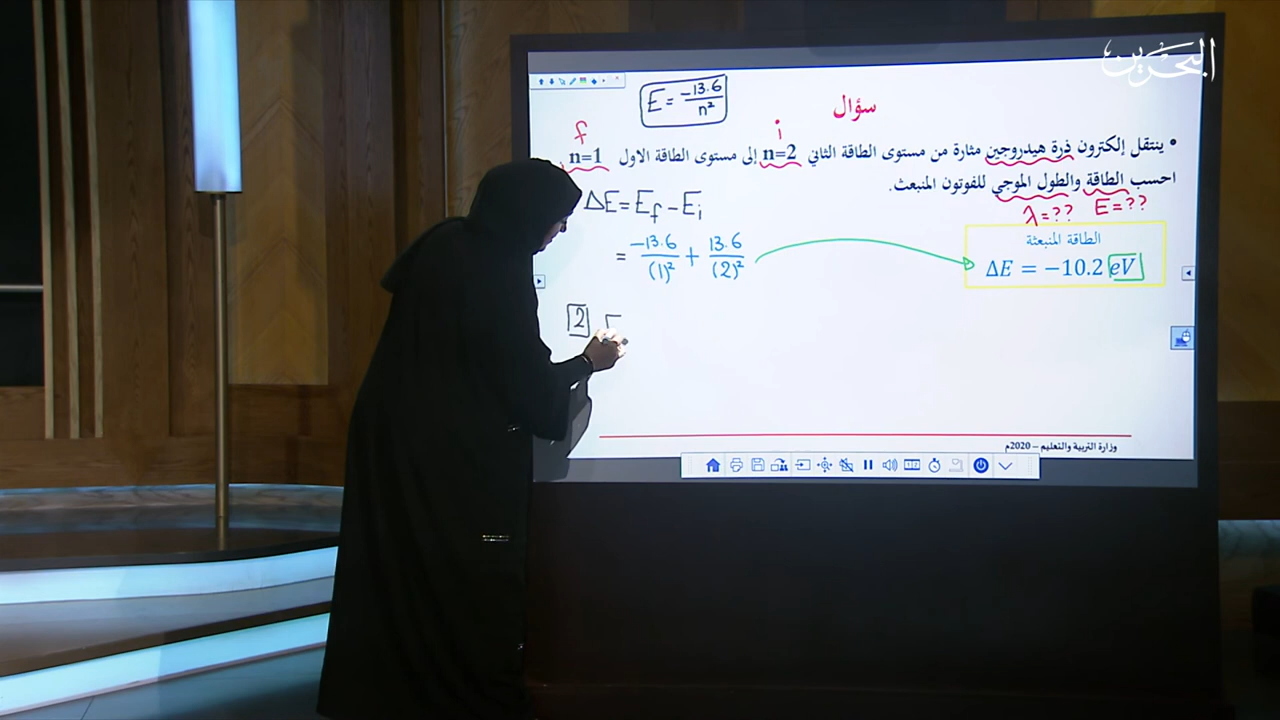 البحرين
E = -13.6 / n²
سؤال
f
i
• ينتقل إلكترون ذرة هيدروجين مثارة من مستوى الطاقة الثاني n=2 إلى مستوى الطاقة الاول n=1
احسب الطاقة والطول الموجي للفوتون المنبعث.
E=?? λ=??
ΔE = E_f - E_i
= -13.6/(1)² + 13.6/(2)²
الطاقة المنبعثة
ΔE = −10.2 eV
2
وزارة التربية والتعليم – 2020م